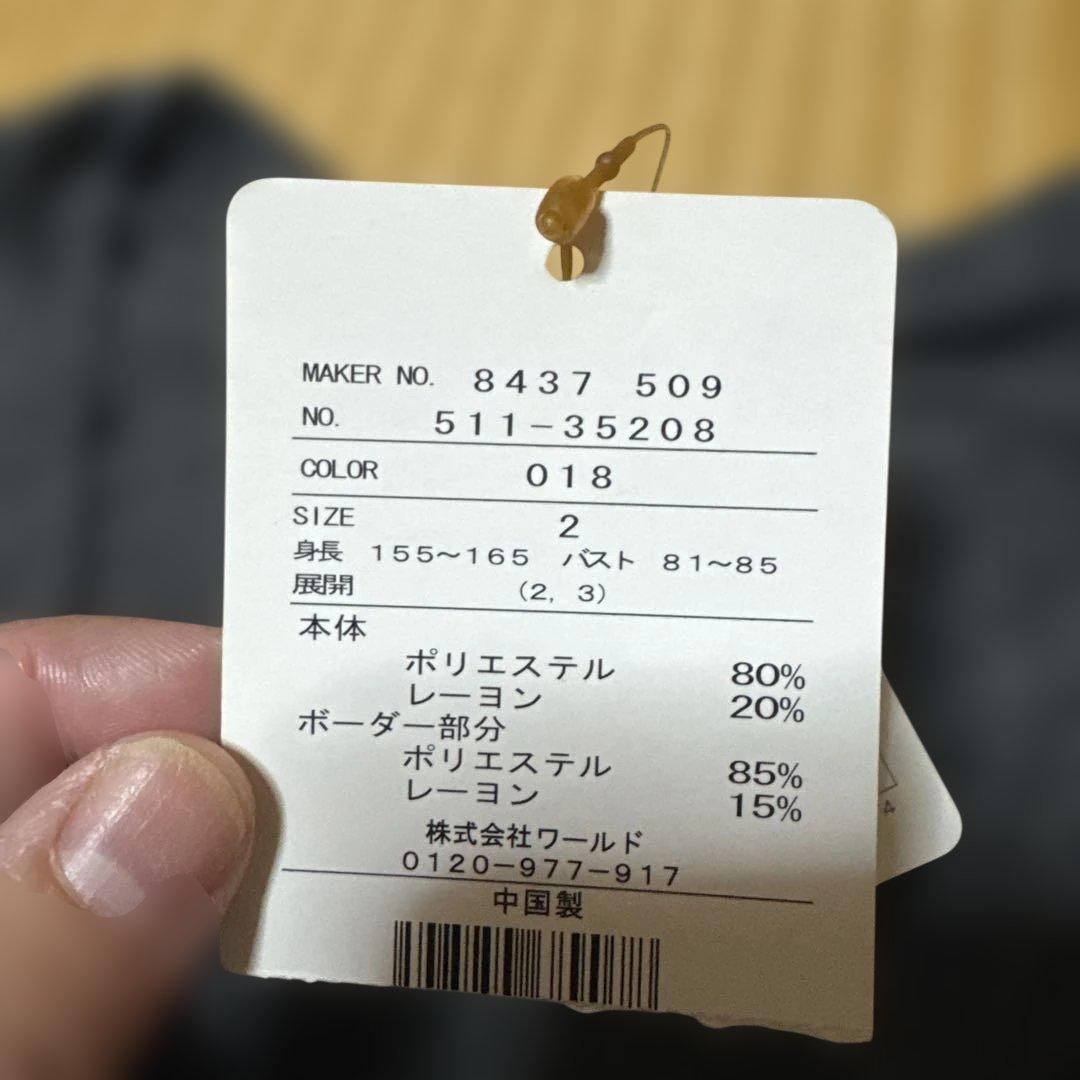 MAKER NO. 8437 509
NO. 511-35208
COLOR 018
SIZE 2
身長 155~165 バスト 81~85
展開 (2, 3)
本体
ポリエステル 80%
レーヨン 20%
ボーダー部分
ポリエステル 85%
レーヨン 15%
株式会社ワールド
0120-977-917
中国製
4